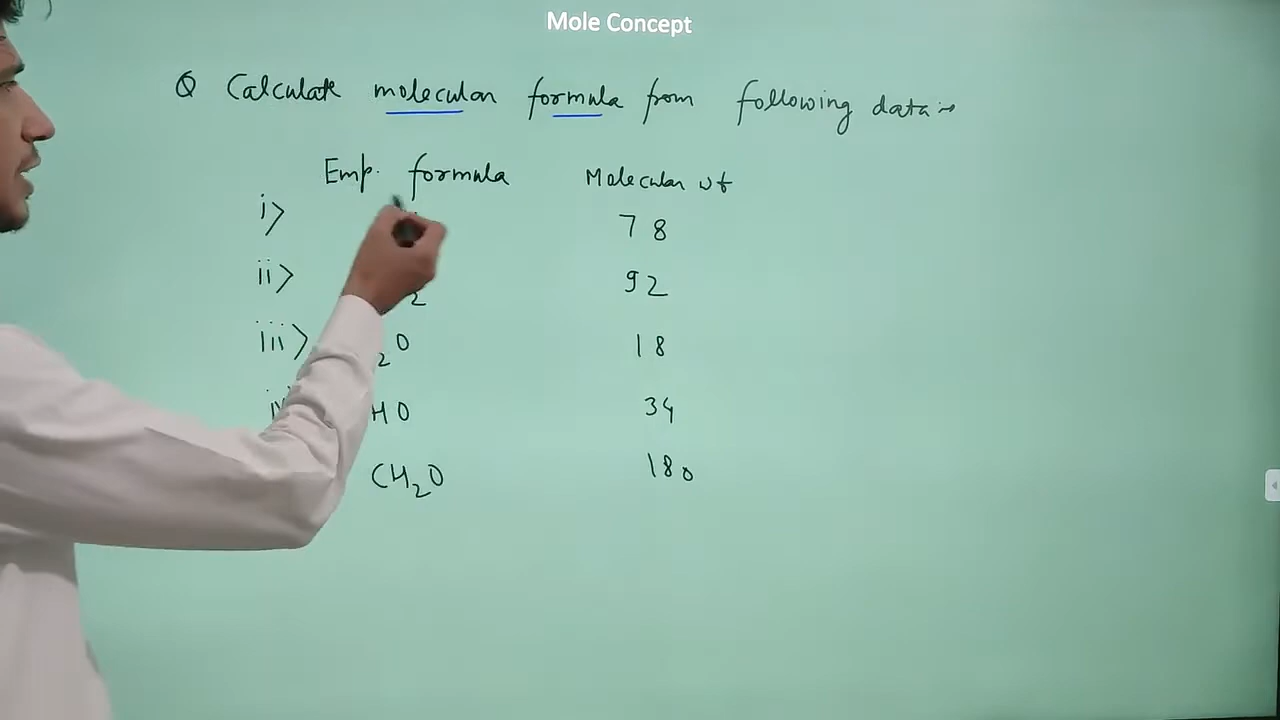 Mole Concept
Q Calculate molecular formula from following data:-
Emp. formula Molecular wt
i> 78
ii> 2 92
iii> 2O 18
iv HO 34
CH2O 180